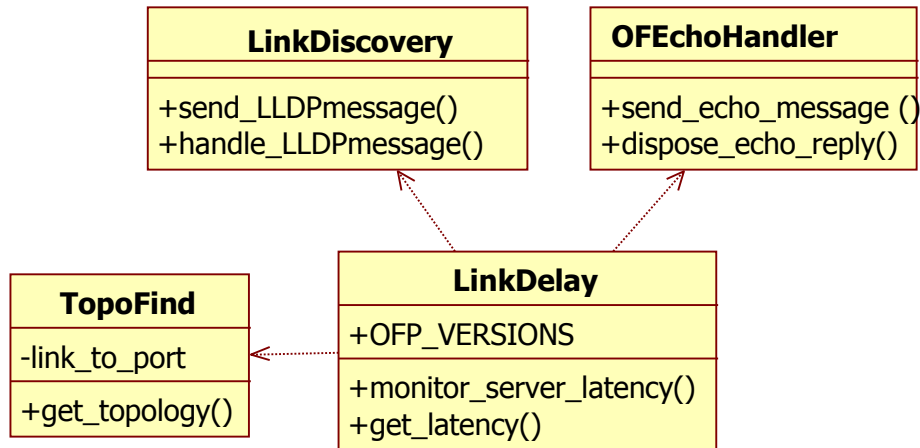 LinkDiscovery
+send_LLDPmessage()
+handle_LLDPmessage()
OFEchoHandler
+send_echo_message ()
+dispose_echo_reply()
TopoFind
-link_to_port
+get_topology()
LinkDelay
+OFP_VERSIONS
+monitor_server_latency()
+get_latency()